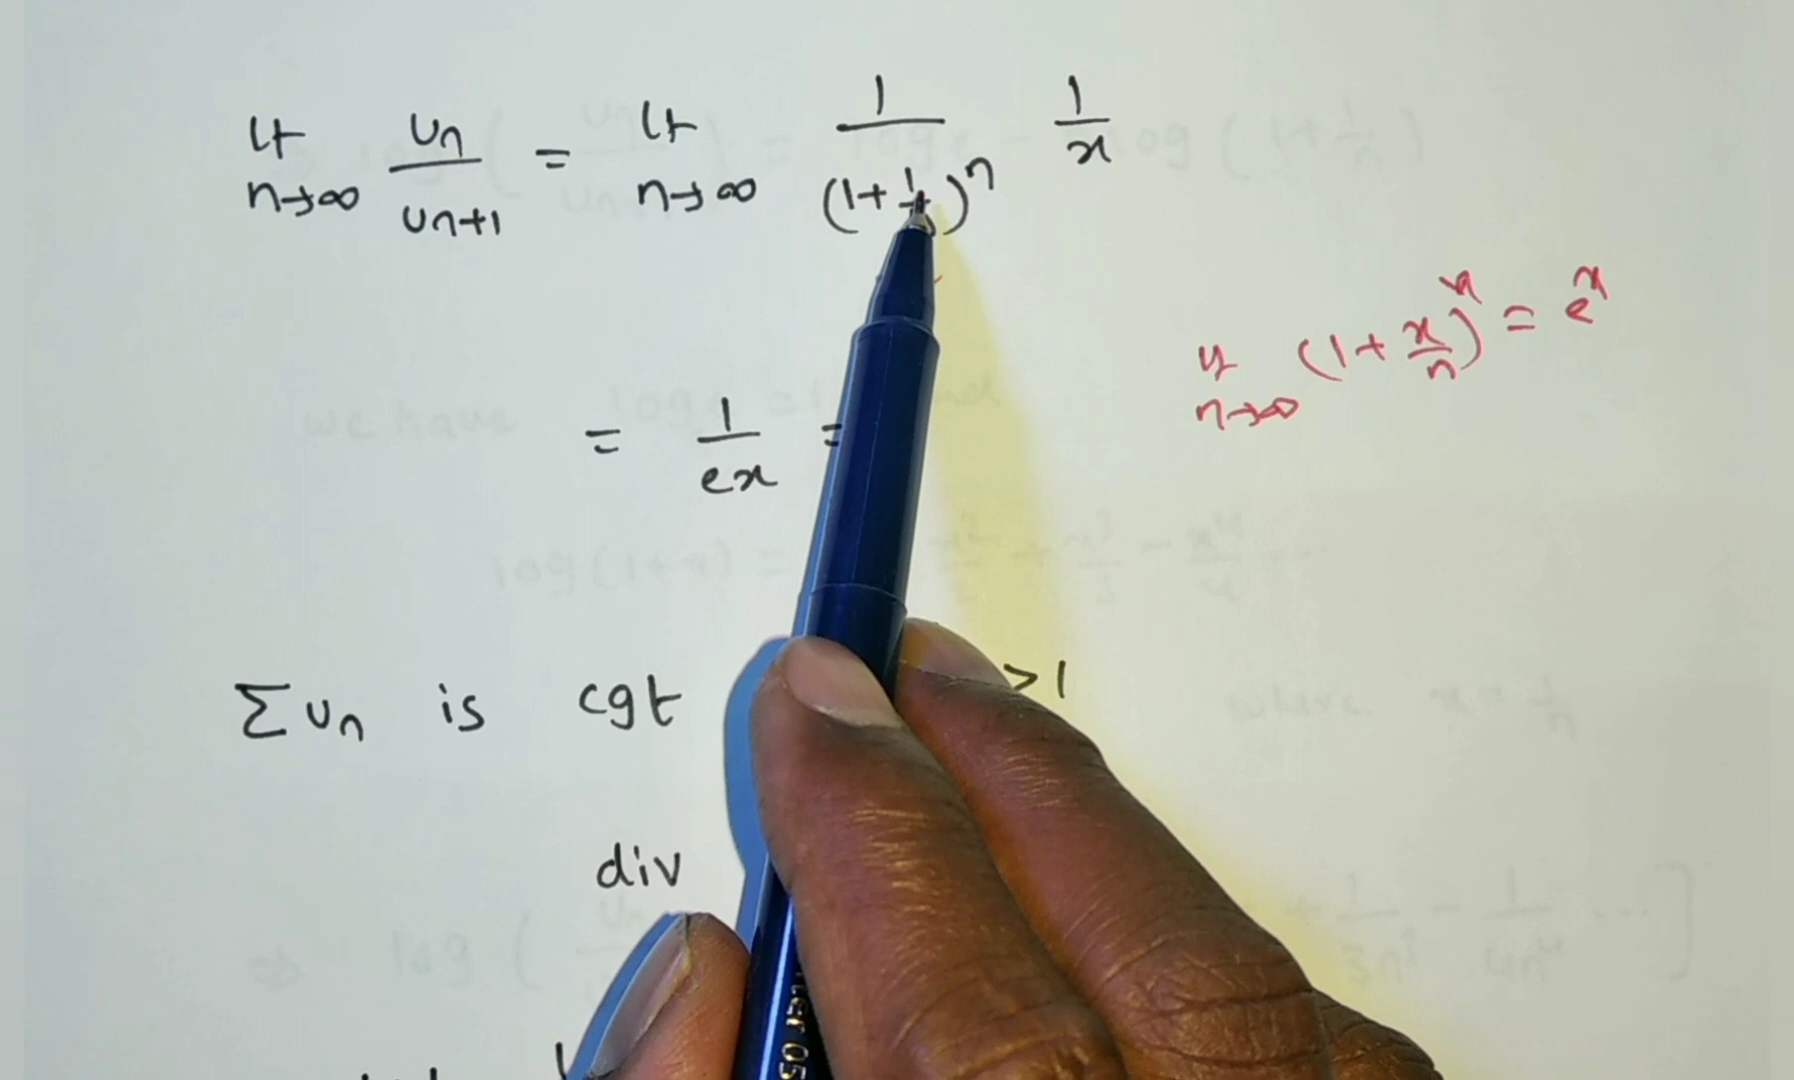 lt n→∞ un/un+1 = lt n→∞ 1/(1+1/n)^n 1/x
lt n→∞ (1+x/n)^n = e^x
= 1/ex =
Σun is cgt >1
div